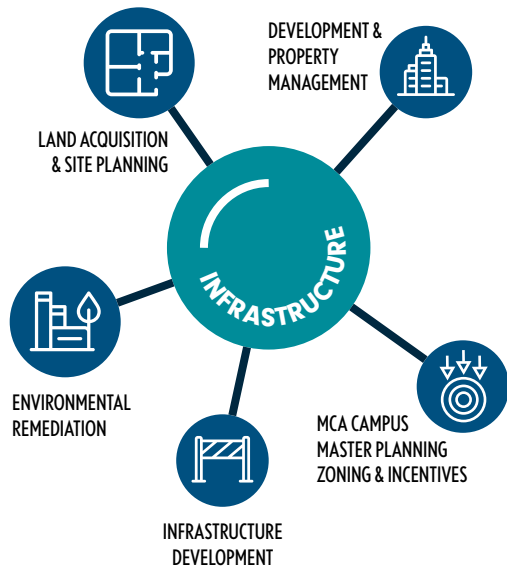 DEVELOPMENT &
PROPERTY
MANAGEMENT
LAND ACQUISITION
& SITE PLANNING
INFRASTRUCTURE
ENVIRONMENTAL
REMEDIATION
MCA CAMPUS
MASTER PLANNING
ZONING & INCENTIVES
INFRASTRUCTURE
DEVELOPMENT